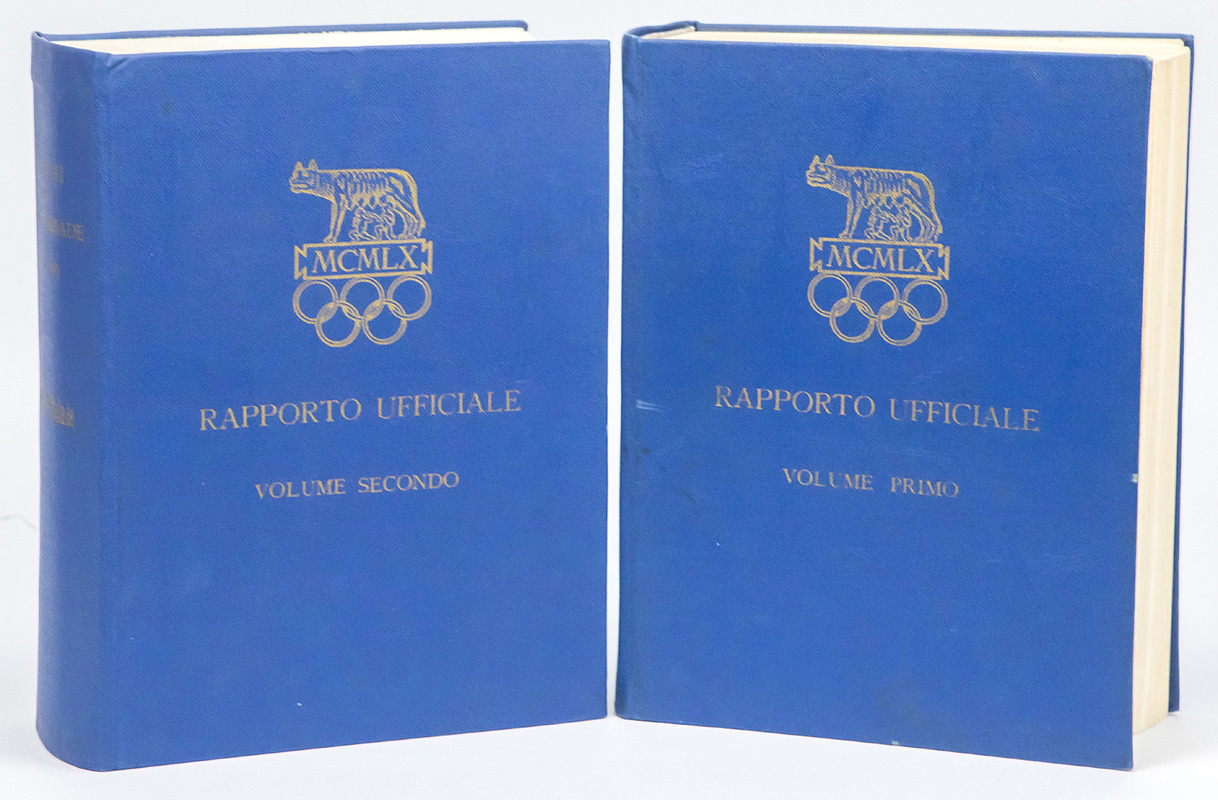 MCMLX
RAPPORTO UFFICIALE
VOLUME SECONDO
MCMLX
RAPPORTO UFFICIALE
VOLUME PRIMO